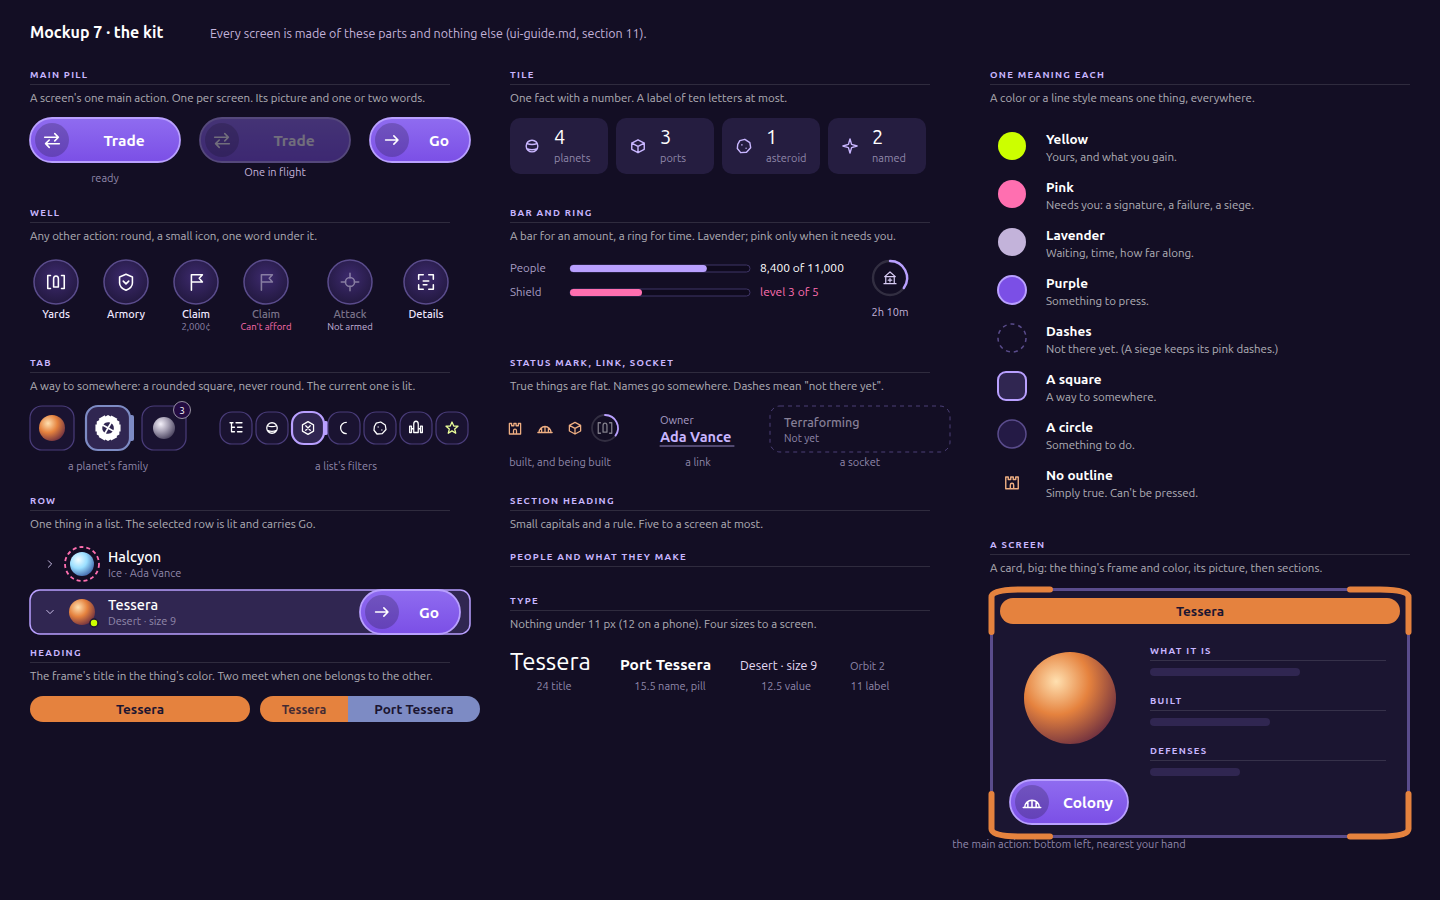 Mockup 7 · the kit
Every screen is made of these parts and nothing else (ui-guide.md, section 11).
MAIN PILL
A screen's one main action. One per screen. Its picture and one or two words.
Trade
Trade
Go
ready
One in flight
WELL
Any other action: round, a small icon, one word under it.
Yards
Armory
Claim
2,000¢
Claim
Can't afford
Attack
Not armed
Details
TAB
A way to somewhere: a rounded square, never round. The current one is lit.
3
a planet's family
a list's filters
ROW
One thing in a list. The selected row is lit and carries Go.
Halcyon
Ice · Ada Vance
Tessera
Desert · size 9
Go
HEADING
The frame's title in the thing's color. Two meet when one belongs to the other.
Tessera
Tessera
Port Tessera
TILE
One fact with a number. A label of ten letters at most.
4
planets
3
ports
1
asteroid
2
named
BAR AND RING
A bar for an amount, a ring for time. Lavender; pink only when it needs you.
People
8,400 of 11,000
Shield
level 3 of 5
2h 10m
STATUS MARK, LINK, SOCKET
True things are flat. Names go somewhere. Dashes mean "not there yet".
built, and being built
Owner
Ada Vance
a link
Terraforming
Not yet
a socket
SECTION HEADING
Small capitals and a rule. Five to a screen at most.
PEOPLE AND WHAT THEY MAKE
TYPE
Nothing under 11 px (12 on a phone). Four sizes to a screen.
Tessera
Port Tessera
Desert · size 9
Orbit 2
24 title
15.5 name, pill
12.5 value
11 label
ONE MEANING EACH
A color or a line style means one thing, everywhere.
Yellow
Yours, and what you gain.
Pink
Needs you: a signature, a failure, a siege.
Lavender
Waiting, time, how far along.
Purple
Something to press.
Dashes
Not there yet. (A siege keeps its pink dashes.)
A square
A way to somewhere.
A circle
Something to do.
No outline
Simply true. Can't be pressed.
A SCREEN
A card, big: the thing's frame and color, its picture, then sections.
Tessera
WHAT IT IS
BUILT
DEFENSES
Colony
the main action: bottom left, nearest your hand